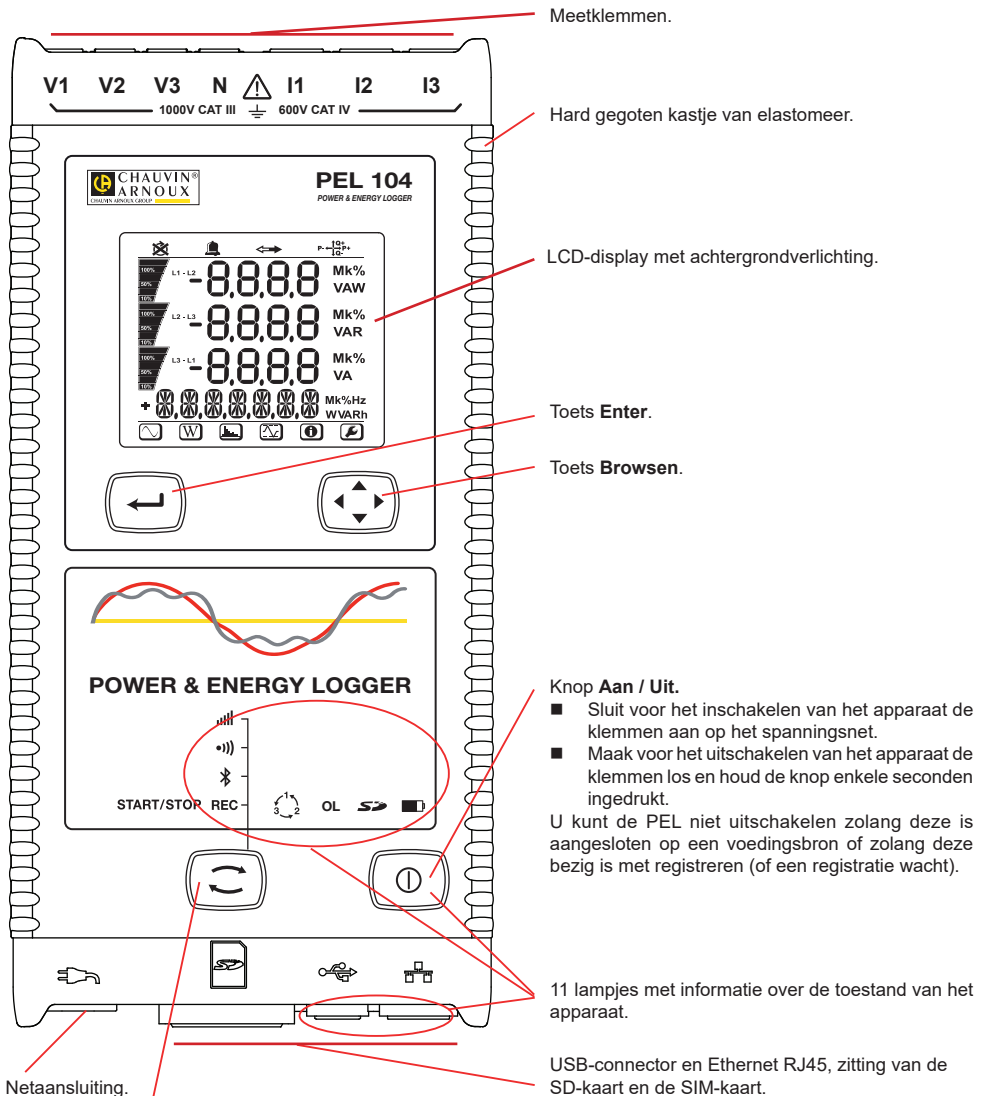 Meetklemmen.
V1 V2 V3 N I1 I2 I3
1000V CAT III 600V CAT IV
Hard gegoten kastje van elastomeer.
CHAUVIN®
ARNOUX
CHAUVIN ARNOUX GROUP
PEL 104
POWER & ENERGY LOGGER
P- Q+ P+
Q-
LCD-display met achtergrondverlichting.
100% L1 - L2 -8.8.8.8 Mk%
50% VAW
10%
100% L2 - L3 -8.8.8.8 Mk%
50% VAR
10%
100% L3 - L1 -8.8.8.8 Mk%
50% VA
10%
+ Mk%Hz
WVARh
W
Toets Enter.
Toets Browsen.
POWER & ENERGY LOGGER
START/STOP REC 1 2 3 OL SD
Knop Aan / Uit.
■ Sluit voor het inschakelen van het apparaat de
klemmen aan op het spanningsnet.
■ Maak voor het uitschakelen van het apparaat de
klemmen los en houd de knop enkele seconden
ingedrukt.
U kunt de PEL niet uitschakelen zolang deze is
aangesloten op een voedingsbron of zolang deze
bezig is met registreren (of een registratie wacht).
SD
11 lampjes met informatie over de toestand van het
apparaat.
USB-connector en Ethernet RJ45, zitting van de
SD-kaart en de SIM-kaart.
Netaansluiting.